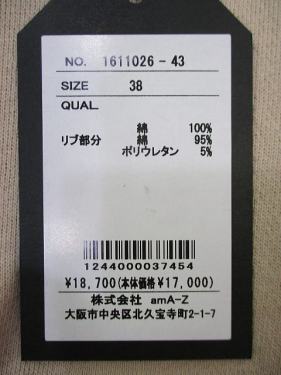 NO. 1611026-43
SIZE 38
QUAL
綿 100%
リブ部分 綿 95%
ポリウレタン 5%
1244000037454
¥18,700(本体価格¥17,000)
株式会社 amA-Z
大阪市中央区北久宝寺町2-1-7